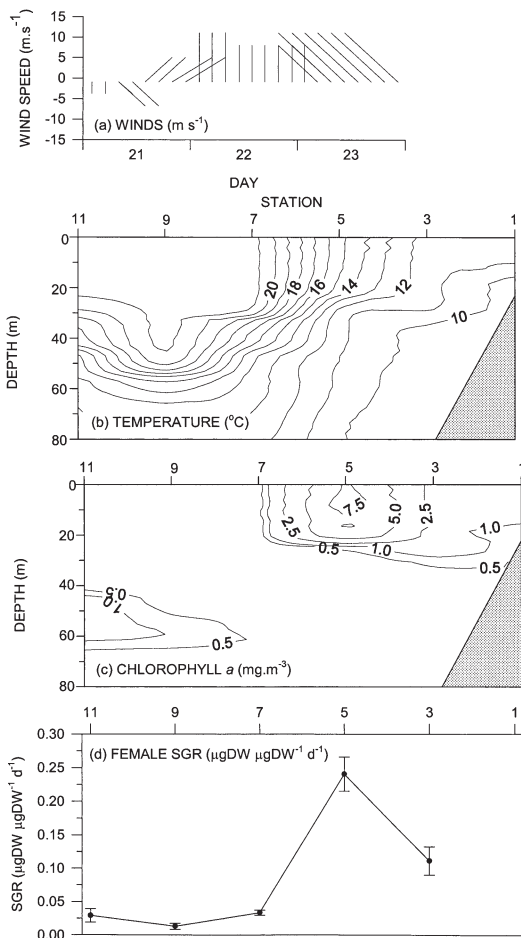 WIND SPEED (m.s-1)
15
10
5
0
-5
-10
-15
(a) WINDS (m s-1)
21 22 23
DAY
STATION
11 9 7 5 3 1
DEPTH (m)
0
20
40
60
80
20 18 16 14 12
10
(b) TEMPERATURE (°C)
DEPTH (m)
0
20
40
60
80
2.5 7.5 5.0 2.5
1.0
0.5 1.0
0.5
0.5
1.0
0.5
(c) CHLOROPHYLL a (mg.m-3)
11 9 7 5 3 1
SGR (µgDW µgDW-1 d-1)
0.30
0.25
0.20
0.15
0.10
0.05
0.00
(d) FEMALE SGR (µgDW µgDW-1 d-1)
11 9 7 5 3 1